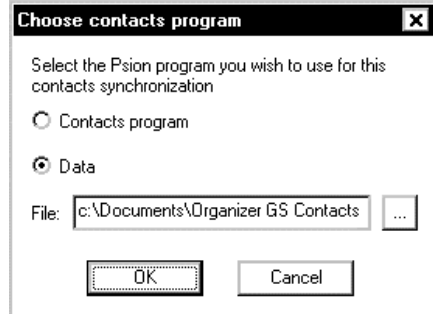 Choose contacts program
Select the Psion program you wish to use for this
contacts synchronization
Contacts program
Data
File: c:\Documents\Organizer GS Contacts ...
OK Cancel